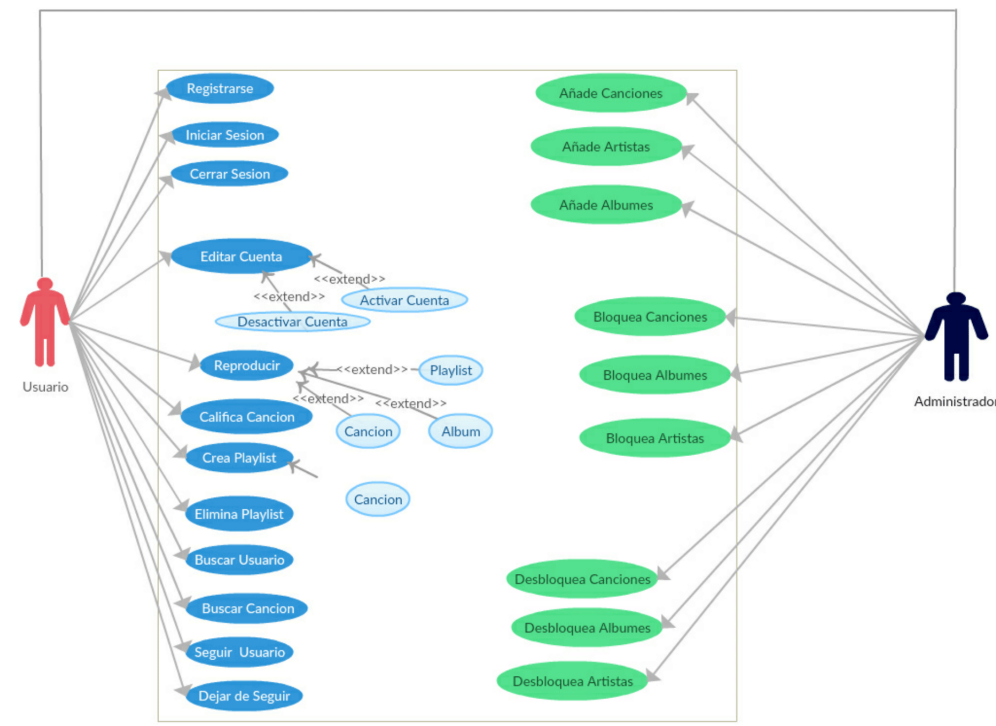 Registrarse
Iniciar Sesion
Cerrar Sesion
Editar Cuenta
<<extend>>
Activar Cuenta
<<extend>>
Desactivar Cuenta
Usuario
Reproducir
<<extend>>
Playlist
<<extend>>
<<extend>>
Califica Cancion
Cancion
Album
Crea Playlist
Cancion
Elimina Playlist
Buscar Usuario
Buscar Cancion
Seguir Usuario
Dejar de Seguir
Añade Canciones
Añade Artistas
Añade Albumes
Bloquea Canciones
Bloquea Albumes
Bloquea Artistas
Administrador
Desbloquea Canciones
Desbloquea Albumes
Desbloquea Artistas